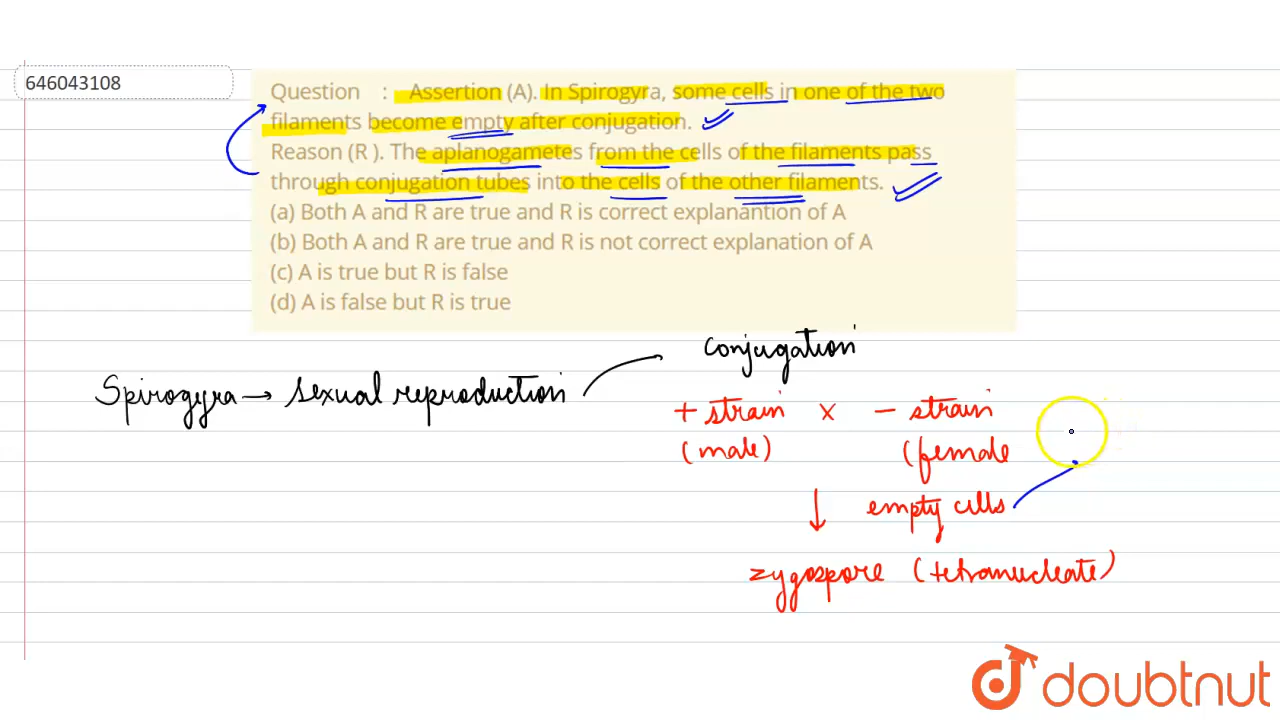 646043108
Question : Assertion (A). In Spirogyra, some cells in one of the two
filaments become empty after conjugation.
Reason (R ). The aplanogametes from the cells of the filaments pass
through conjugation tubes into the cells of the other filaments.
(a) Both A and R are true and R is correct explanantion of A
(b) Both A and R are true and R is not correct explanation of A
(c) A is true but R is false
(d) A is false but R is true
conjugation
Spirogyra → sexual reproduction
+ strain x - strain
(male) (female
↓ empty cells
zygospore (tetranucleate)
doubtnut